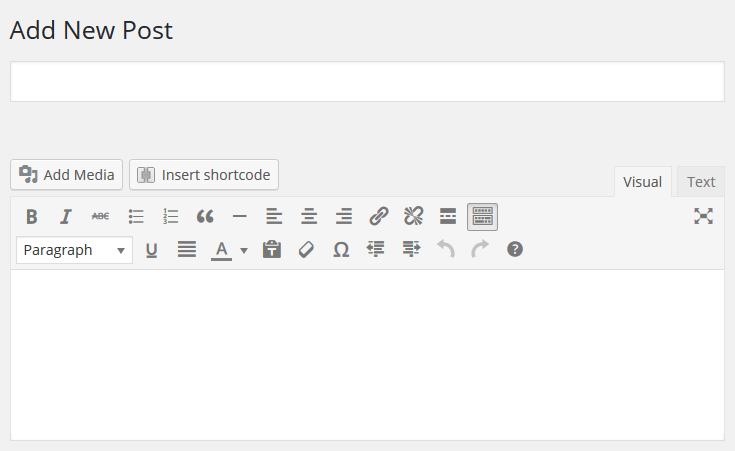 Add New Post
Add Media Insert shortcode
Visual Text
B I ABC
Paragraph U A T Ω ?